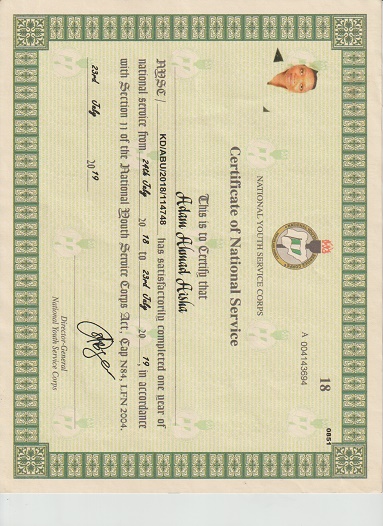 0851
18
A 004143694
NATIONAL YOUTH SERVICE CORPS
Certificate of National Service
This is to Certify that
Adam Ahmad Aisha
NYSC / KD/ABU/2018/114748 has satisfactorily completed one year of
national service from 24th July 20 18 to 23rd July 20 19, in accordance
with Section 11 of the National Youth Service Corps Act. Cap N84, LFN 2004.
23rd July 20 19
Director-General
National Youth Service Corps